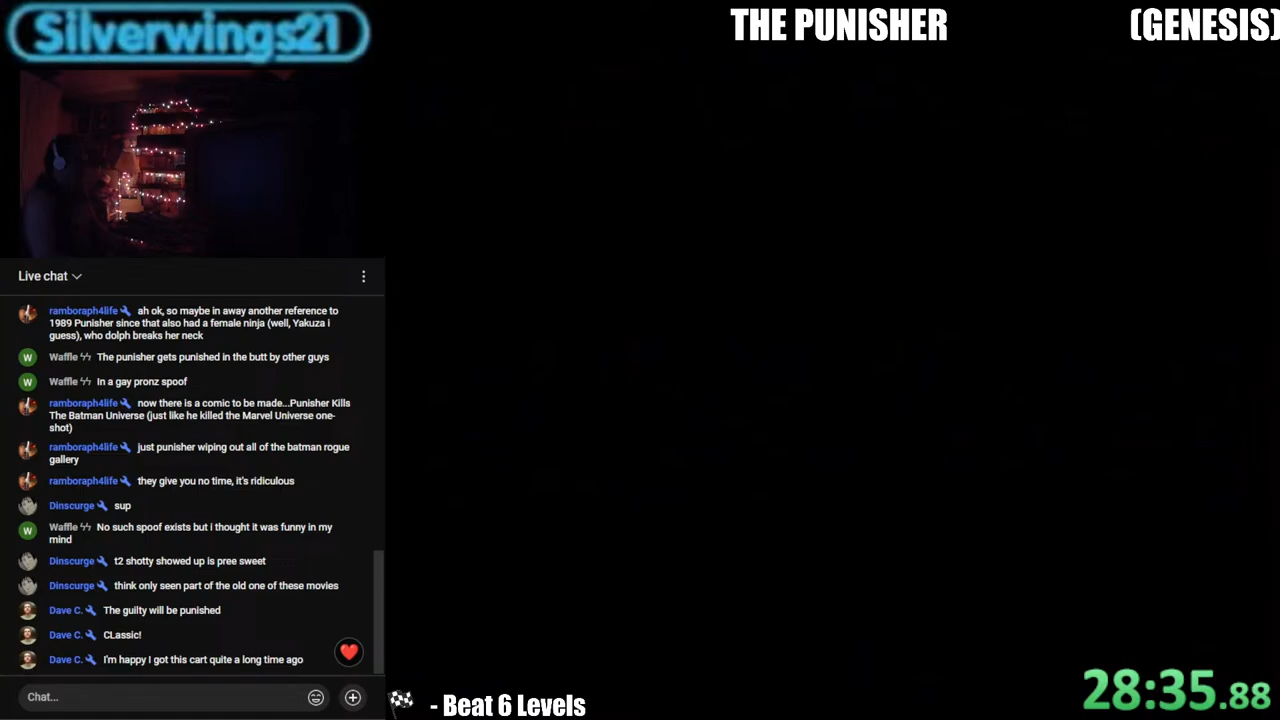 Silverwings21
THE PUNISHER
(GENESIS)
Live chat
ramboraph4life ah ok, so maybe in away another reference to
1989 Punisher since that also had a female ninja (well, Yakuza i
guess), who dolph breaks her neck
W Waffle ϟϟ The punisher gets punished in the butt by other guys
W Waffle ϟϟ In a gay pronz spoof
ramboraph4life now there is a comic to be made...Punisher Kills
The Batman Universe (just like he killed the Marvel Universe one-
shot)
ramboraph4life just punisher wiping out all of the batman rogue
gallery
ramboraph4life they give you no time, it's ridiculous
Dinscurge sup
W Waffle ϟϟ No such spoof exists but i thought it was funny in my
mind
Dinscurge t2 shotty showed up is pree sweet
Dinscurge think only seen part of the old one of these movies
Dave C. The guilty will be punished
Dave C. CLassic!
Dave C. I'm happy I got this cart quite a long time ago
Chat...
- Beat 6 Levels
28:35.88